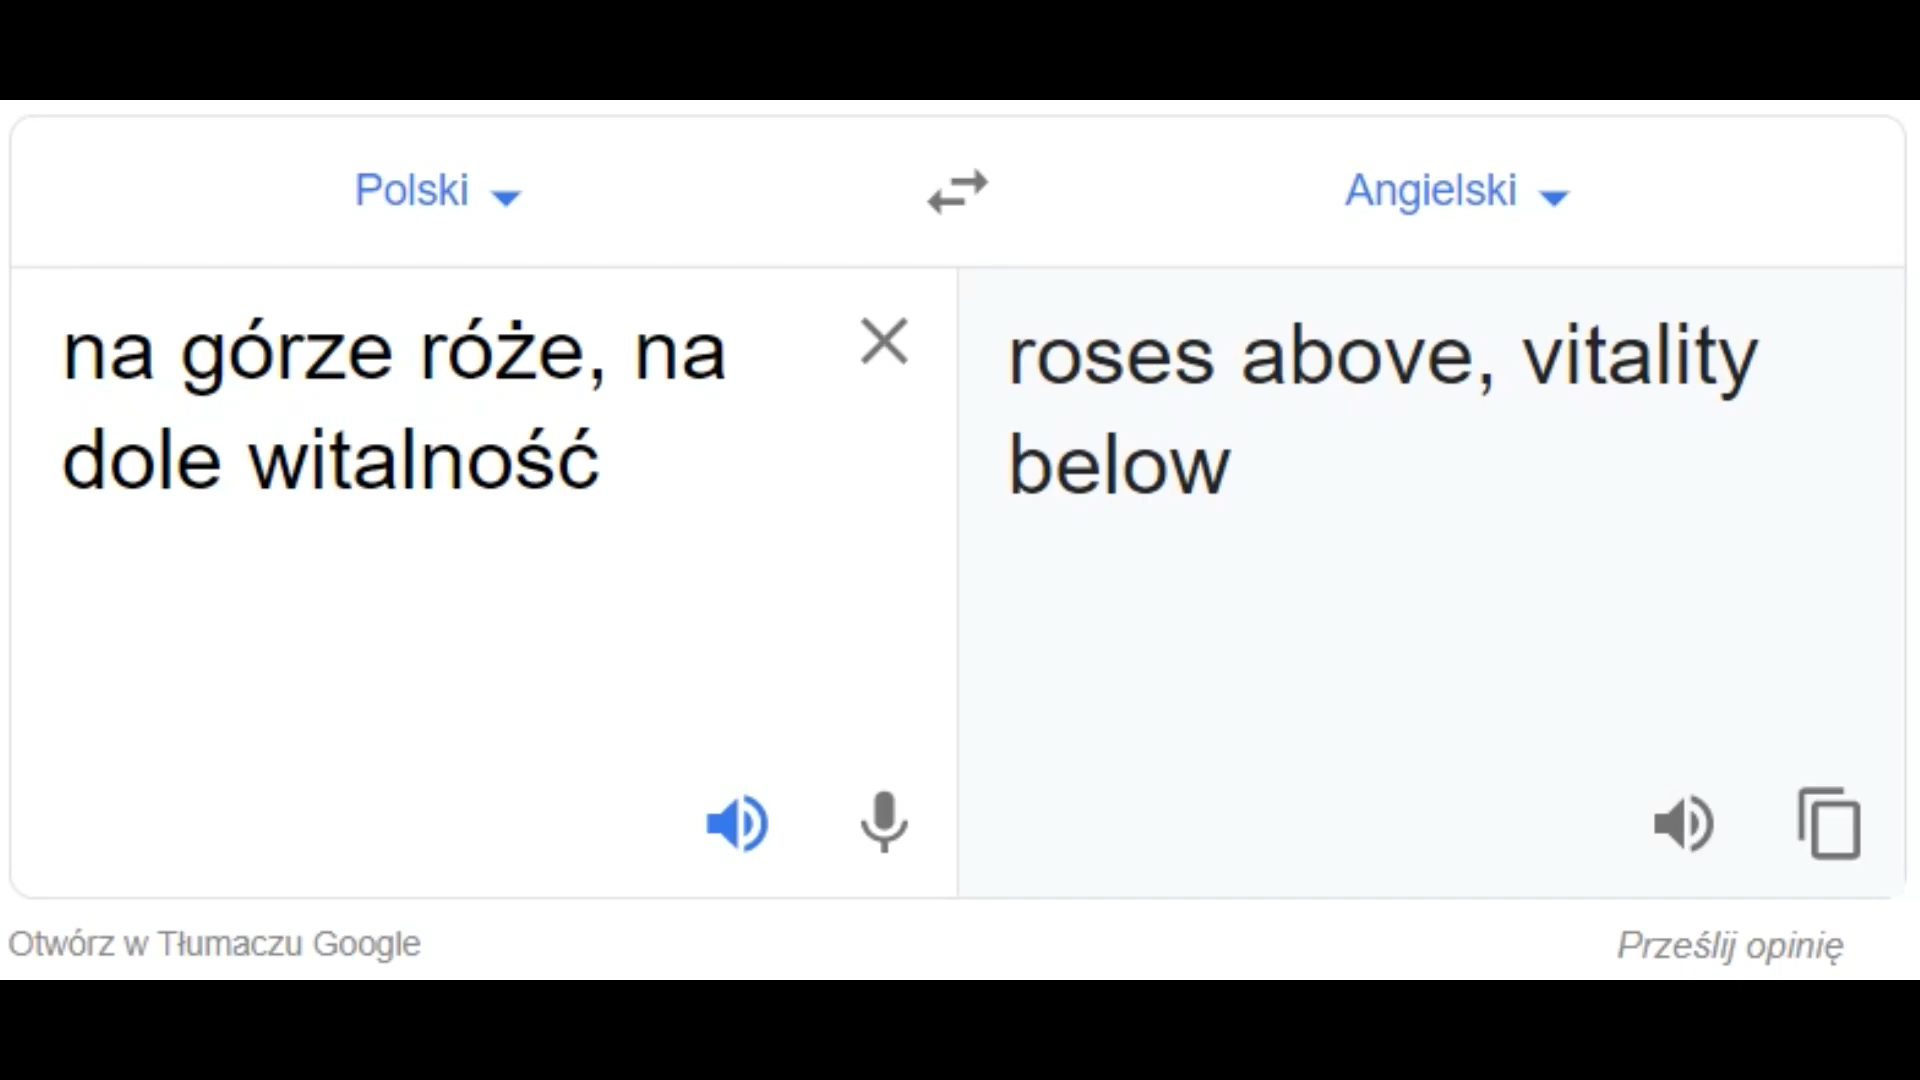 Polski
Angielski
na górze róże, na
dole witalność
roses above, vitality
below
Otwórz w Tłumaczu Google
Prześlij opinię